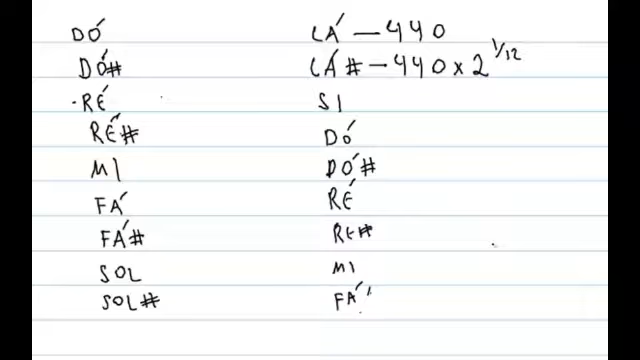 DÓ
DÓ#
RÉ
RÉ#
MI
FÁ
FÁ#
SOL
SOL#
LÁ — 440
LÁ# — 440 x 2^1/12
SI
DÓ
DÓ#
RÉ
RE#
MI
FÁ